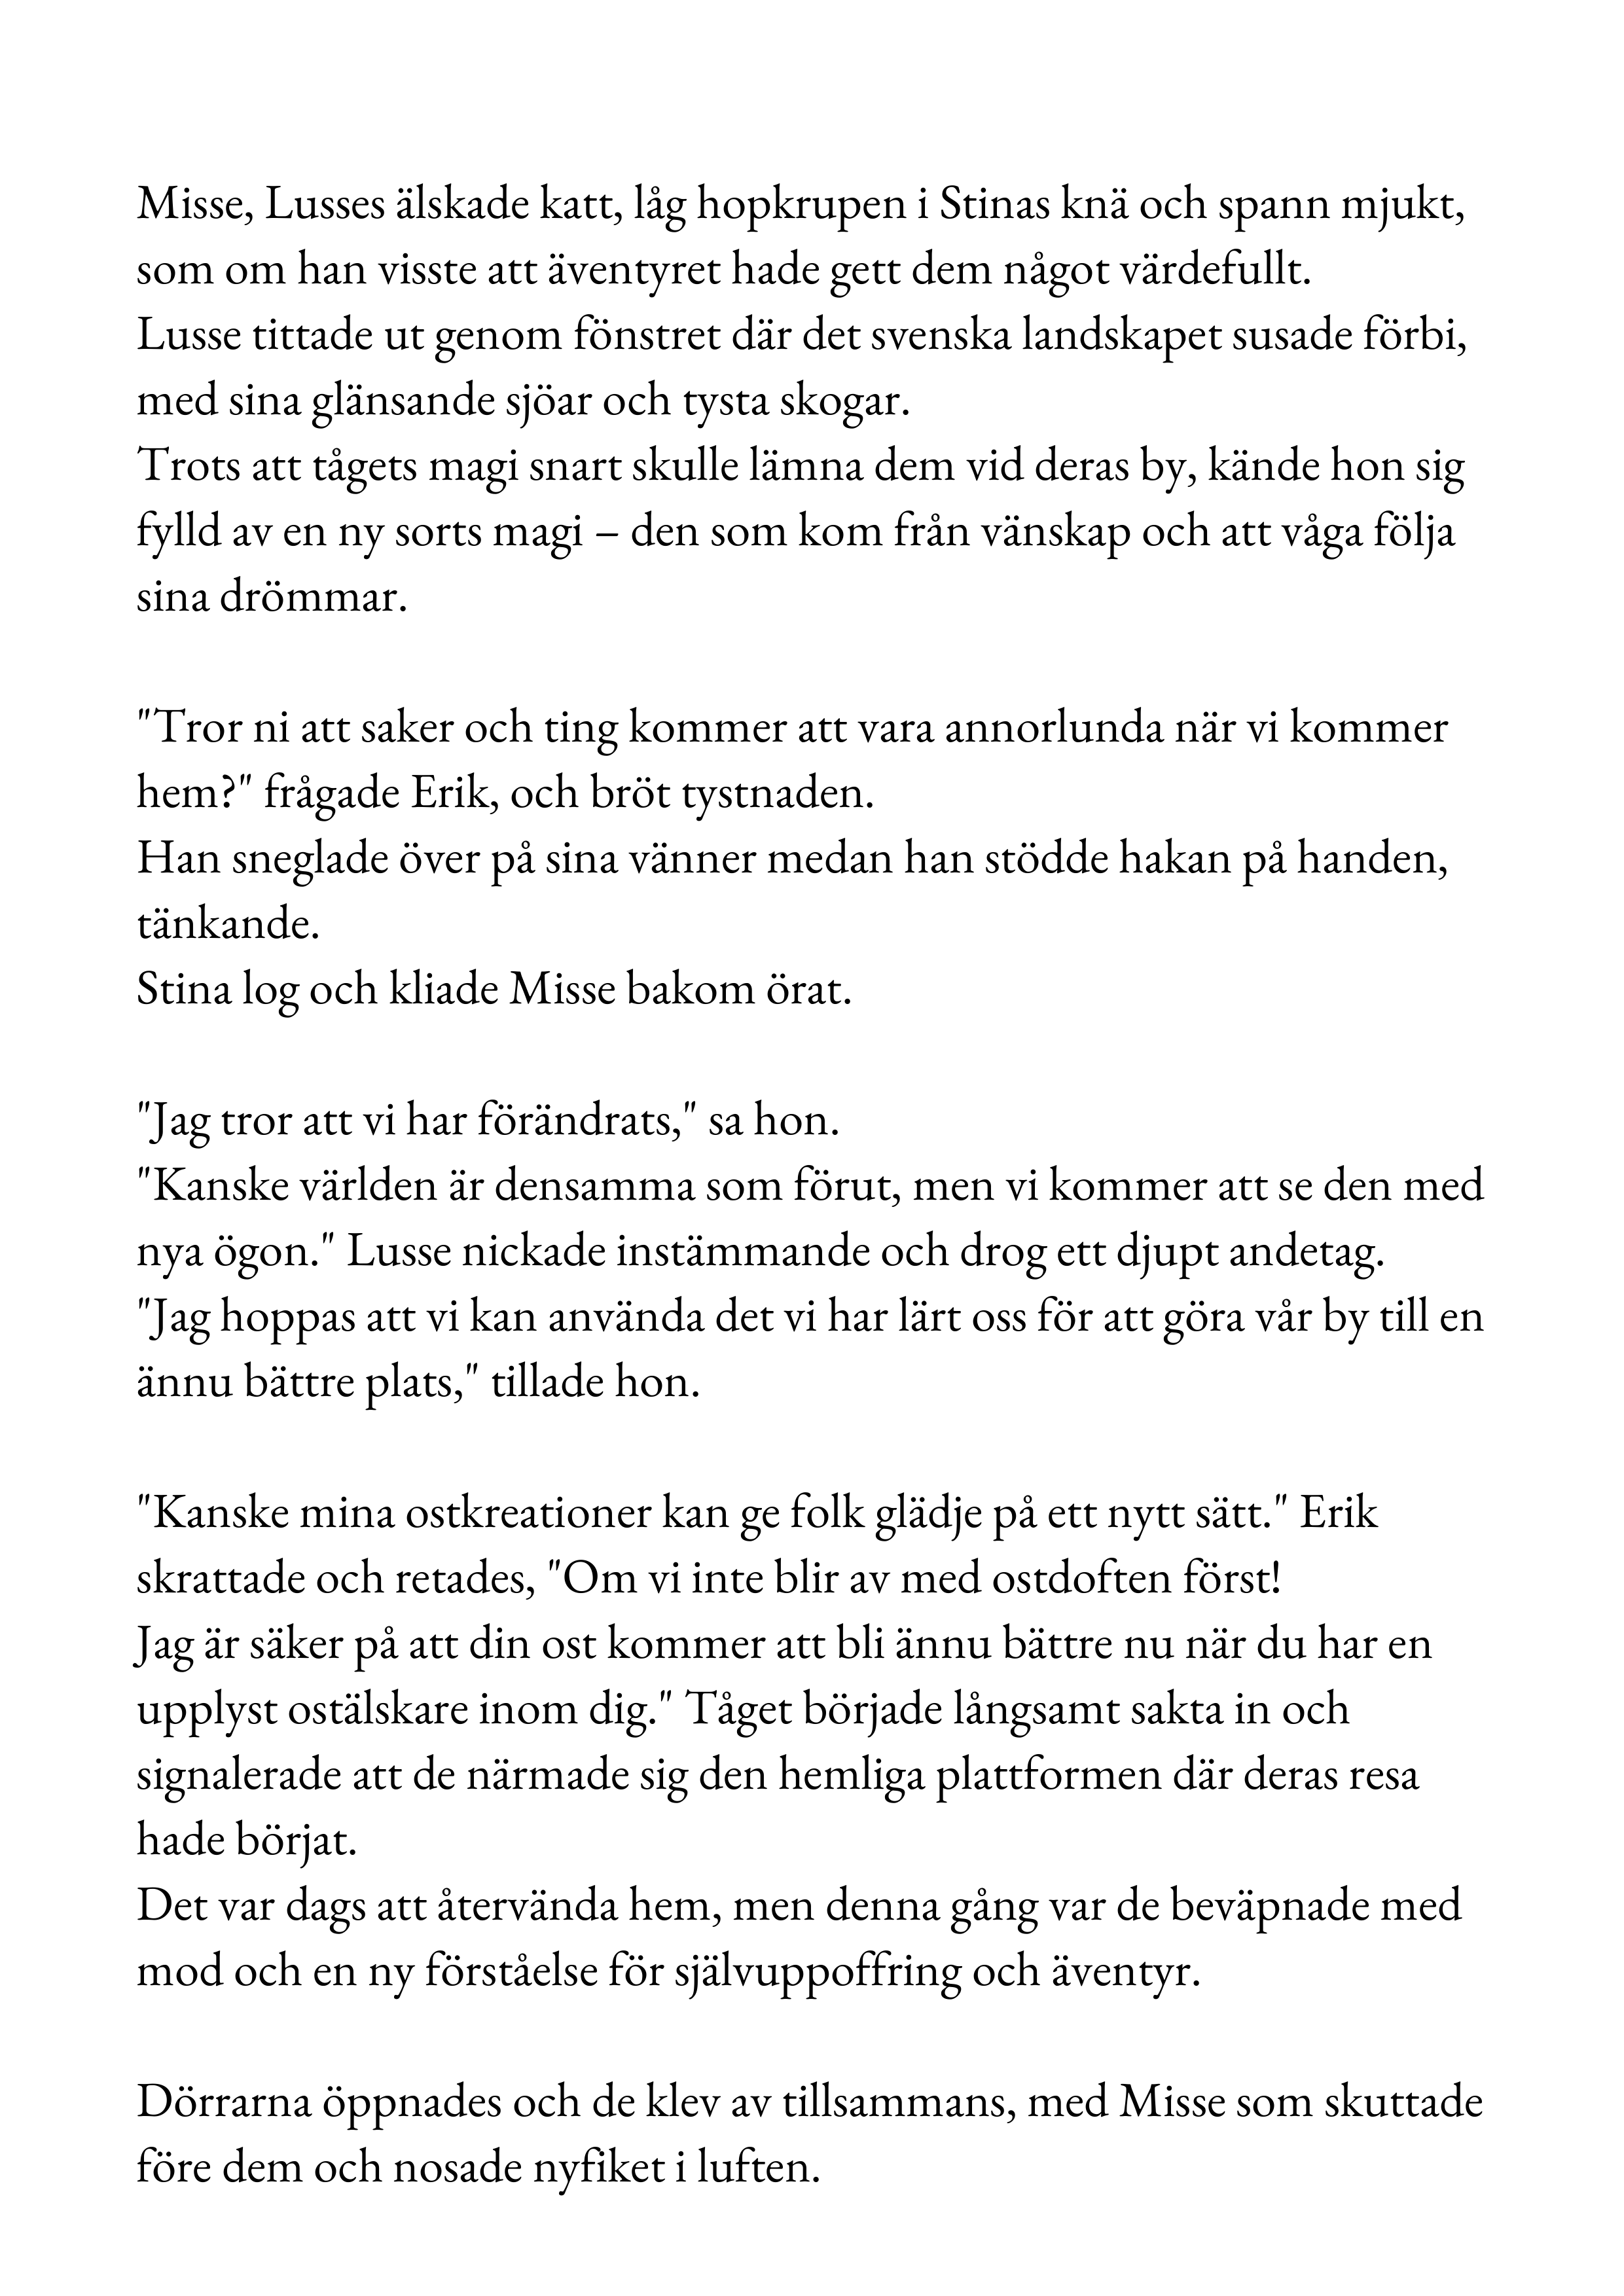 Misse, Lusses älskade katt, låg hopkrupen i Stinas knä och spann mjukt,
som om han visste att äventyret hade gett dem något värdefullt.
Lusse tittade ut genom fönstret där det svenska landskapet susade förbi,
med sina glänsande sjöar och tysta skogar.
Trots att tågets magi snart skulle lämna dem vid deras by, kände hon sig
fylld av en ny sorts magi – den som kom från vänskap och att våga följa
sina drömmar.
"Tror ni att saker och ting kommer att vara annorlunda när vi kommer
hem?" frågade Erik, och bröt tystnaden.
Han sneglade över på sina vänner medan han stödde hakan på handen,
tänkande.
Stina log och kliade Misse bakom örat.
"Jag tror att vi har förändrats," sa hon.
"Kanske världen är densamma som förut, men vi kommer att se den med
nya ögon." Lusse nickade instämmande och drog ett djupt andetag.
"Jag hoppas att vi kan använda det vi har lärt oss för att göra vår by till en
ännu bättre plats," tillade hon.
"Kanske mina ostkreationer kan ge folk glädje på ett nytt sätt." Erik
skrattade och retades, "Om vi inte blir av med ostdoften först!
Jag är säker på att din ost kommer att bli ännu bättre nu när du har en
upplyst ostälskare inom dig." Tåget började långsamt sakta in och
signalerade att de närmade sig den hemliga plattformen där deras resa
hade börjat.
Det var dags att återvända hem, men denna gång var de beväpnade med
mod och en ny förståelse för självuppoffring och äventyr.
Dörrarna öppnades och de klev av tillsammans, med Misse som skuttade
före dem och nosade nyfiket i luften.